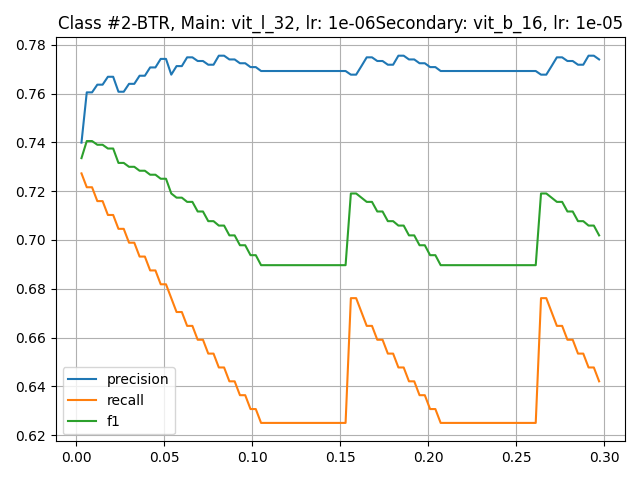 Class #2-BTR, Main: vit_l_32, lr: 1e-06Secondary: vit_b_16, lr: 1e-05
0.78
0.76
0.74
0.72
0.70
0.68
0.66
0.64
0.62
precision
recall
f1
0.00 0.05 0.10 0.15 0.20 0.25 0.30